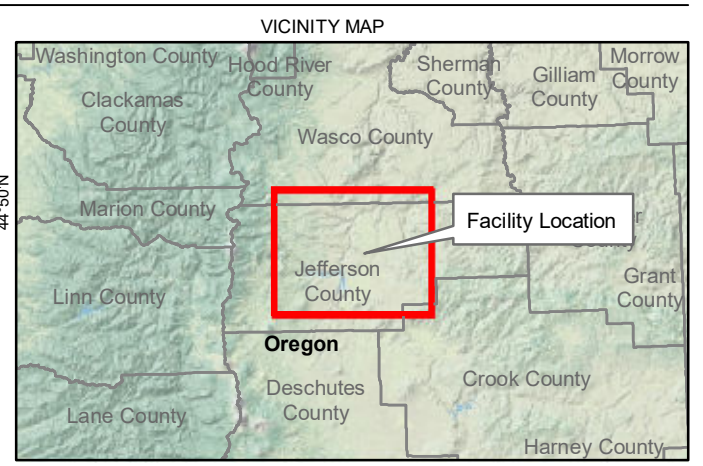 VICINITY MAP
Washington County
Hood River
County
Sherman
County
Gilliam
County
Morrow
County
Clackamas
County
Wasco County
44°50'N
Marion County
Facility Location
Jefferson
County
Grant
County
Linn County
Oregon
Deschutes
County
Crook County
Lane County
Harney County